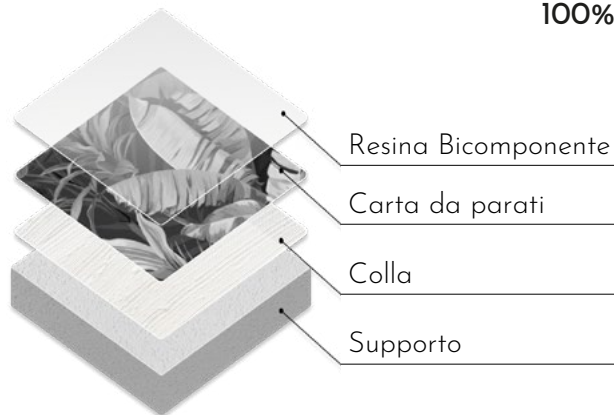 100%
Resina Bicomponente
Carta da parati
Colla
Supporto